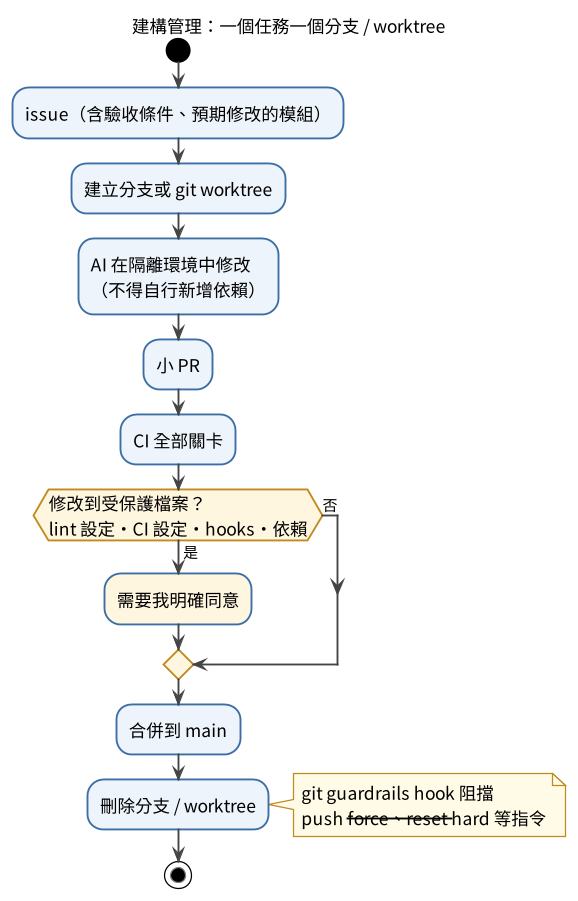 建構管理：一個任務一個分支 / worktree
issue（含驗收條件、預期修改的模組）
建立分支或 git worktree
AI 在隔離環境中修改
（不得自行新增依賴）
小 PR
CI 全部關卡
修改到受保護檔案？
lint 設定・CI 設定・hooks・依賴
否
是
需要我明確同意
合併到 main
刪除分支 / worktree
git guardrails hook 阻擋
push force、reset hard 等指令